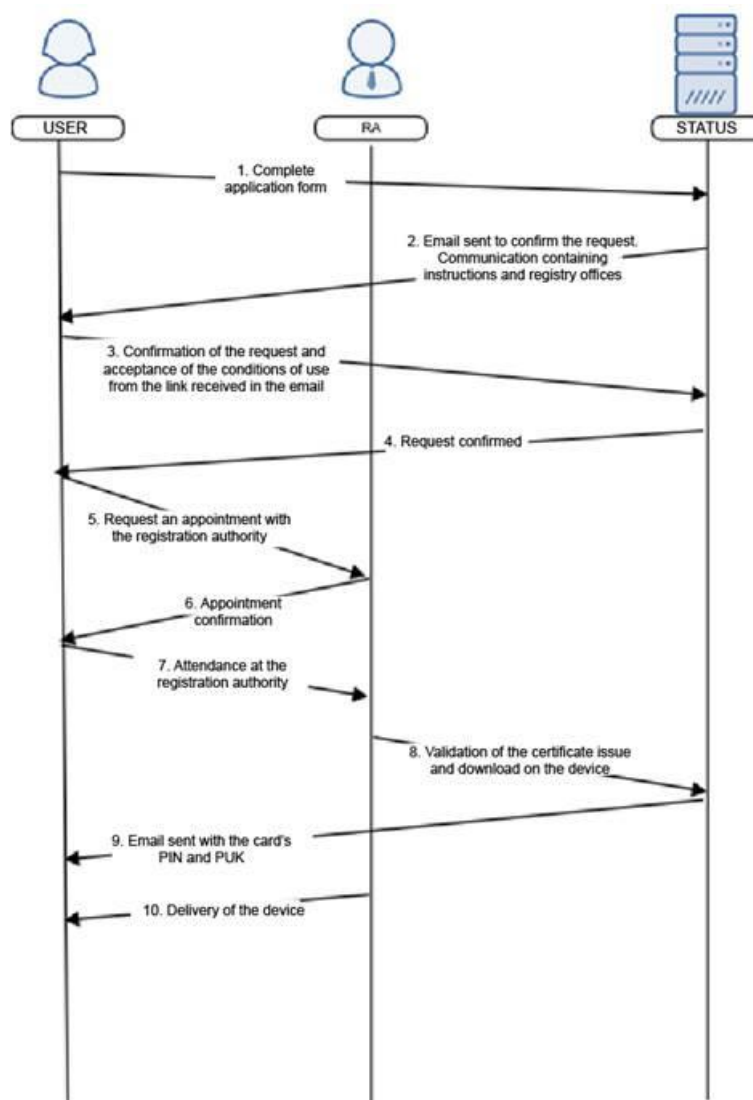 USER
RA
STATUS
1. Complete
application form
2. Email sent to confirm the request.
Communication containing
instructions and registry offices
3. Confirmation of the request and
acceptance of the conditions of use
from the link received in the email
4. Request confirmed
5. Request an appointment with
the registration authority
6. Appointment
confirmation
7. Attendance at the
registration authority
8. Validation of the certificate issue
and download on the device
9. Email sent with the card's
PIN and PUK
10. Delivery of the device